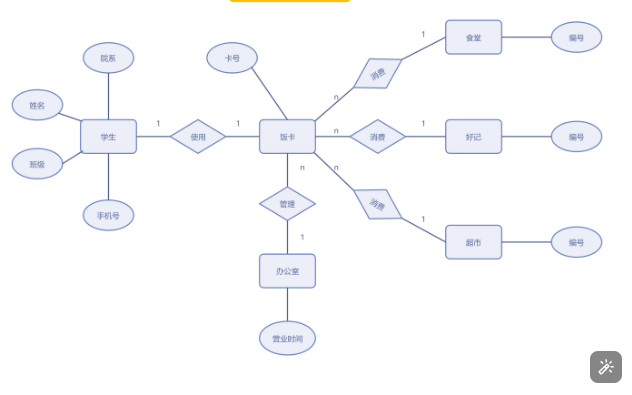 1
食堂
编号
院系
卡号
消费
n
姓名
学生
1
使用
1
饭卡
n
消费
1
好记
编号
班级
n
n
管理
消费
手机号
1
1
超市
编号
办公室
营业时间